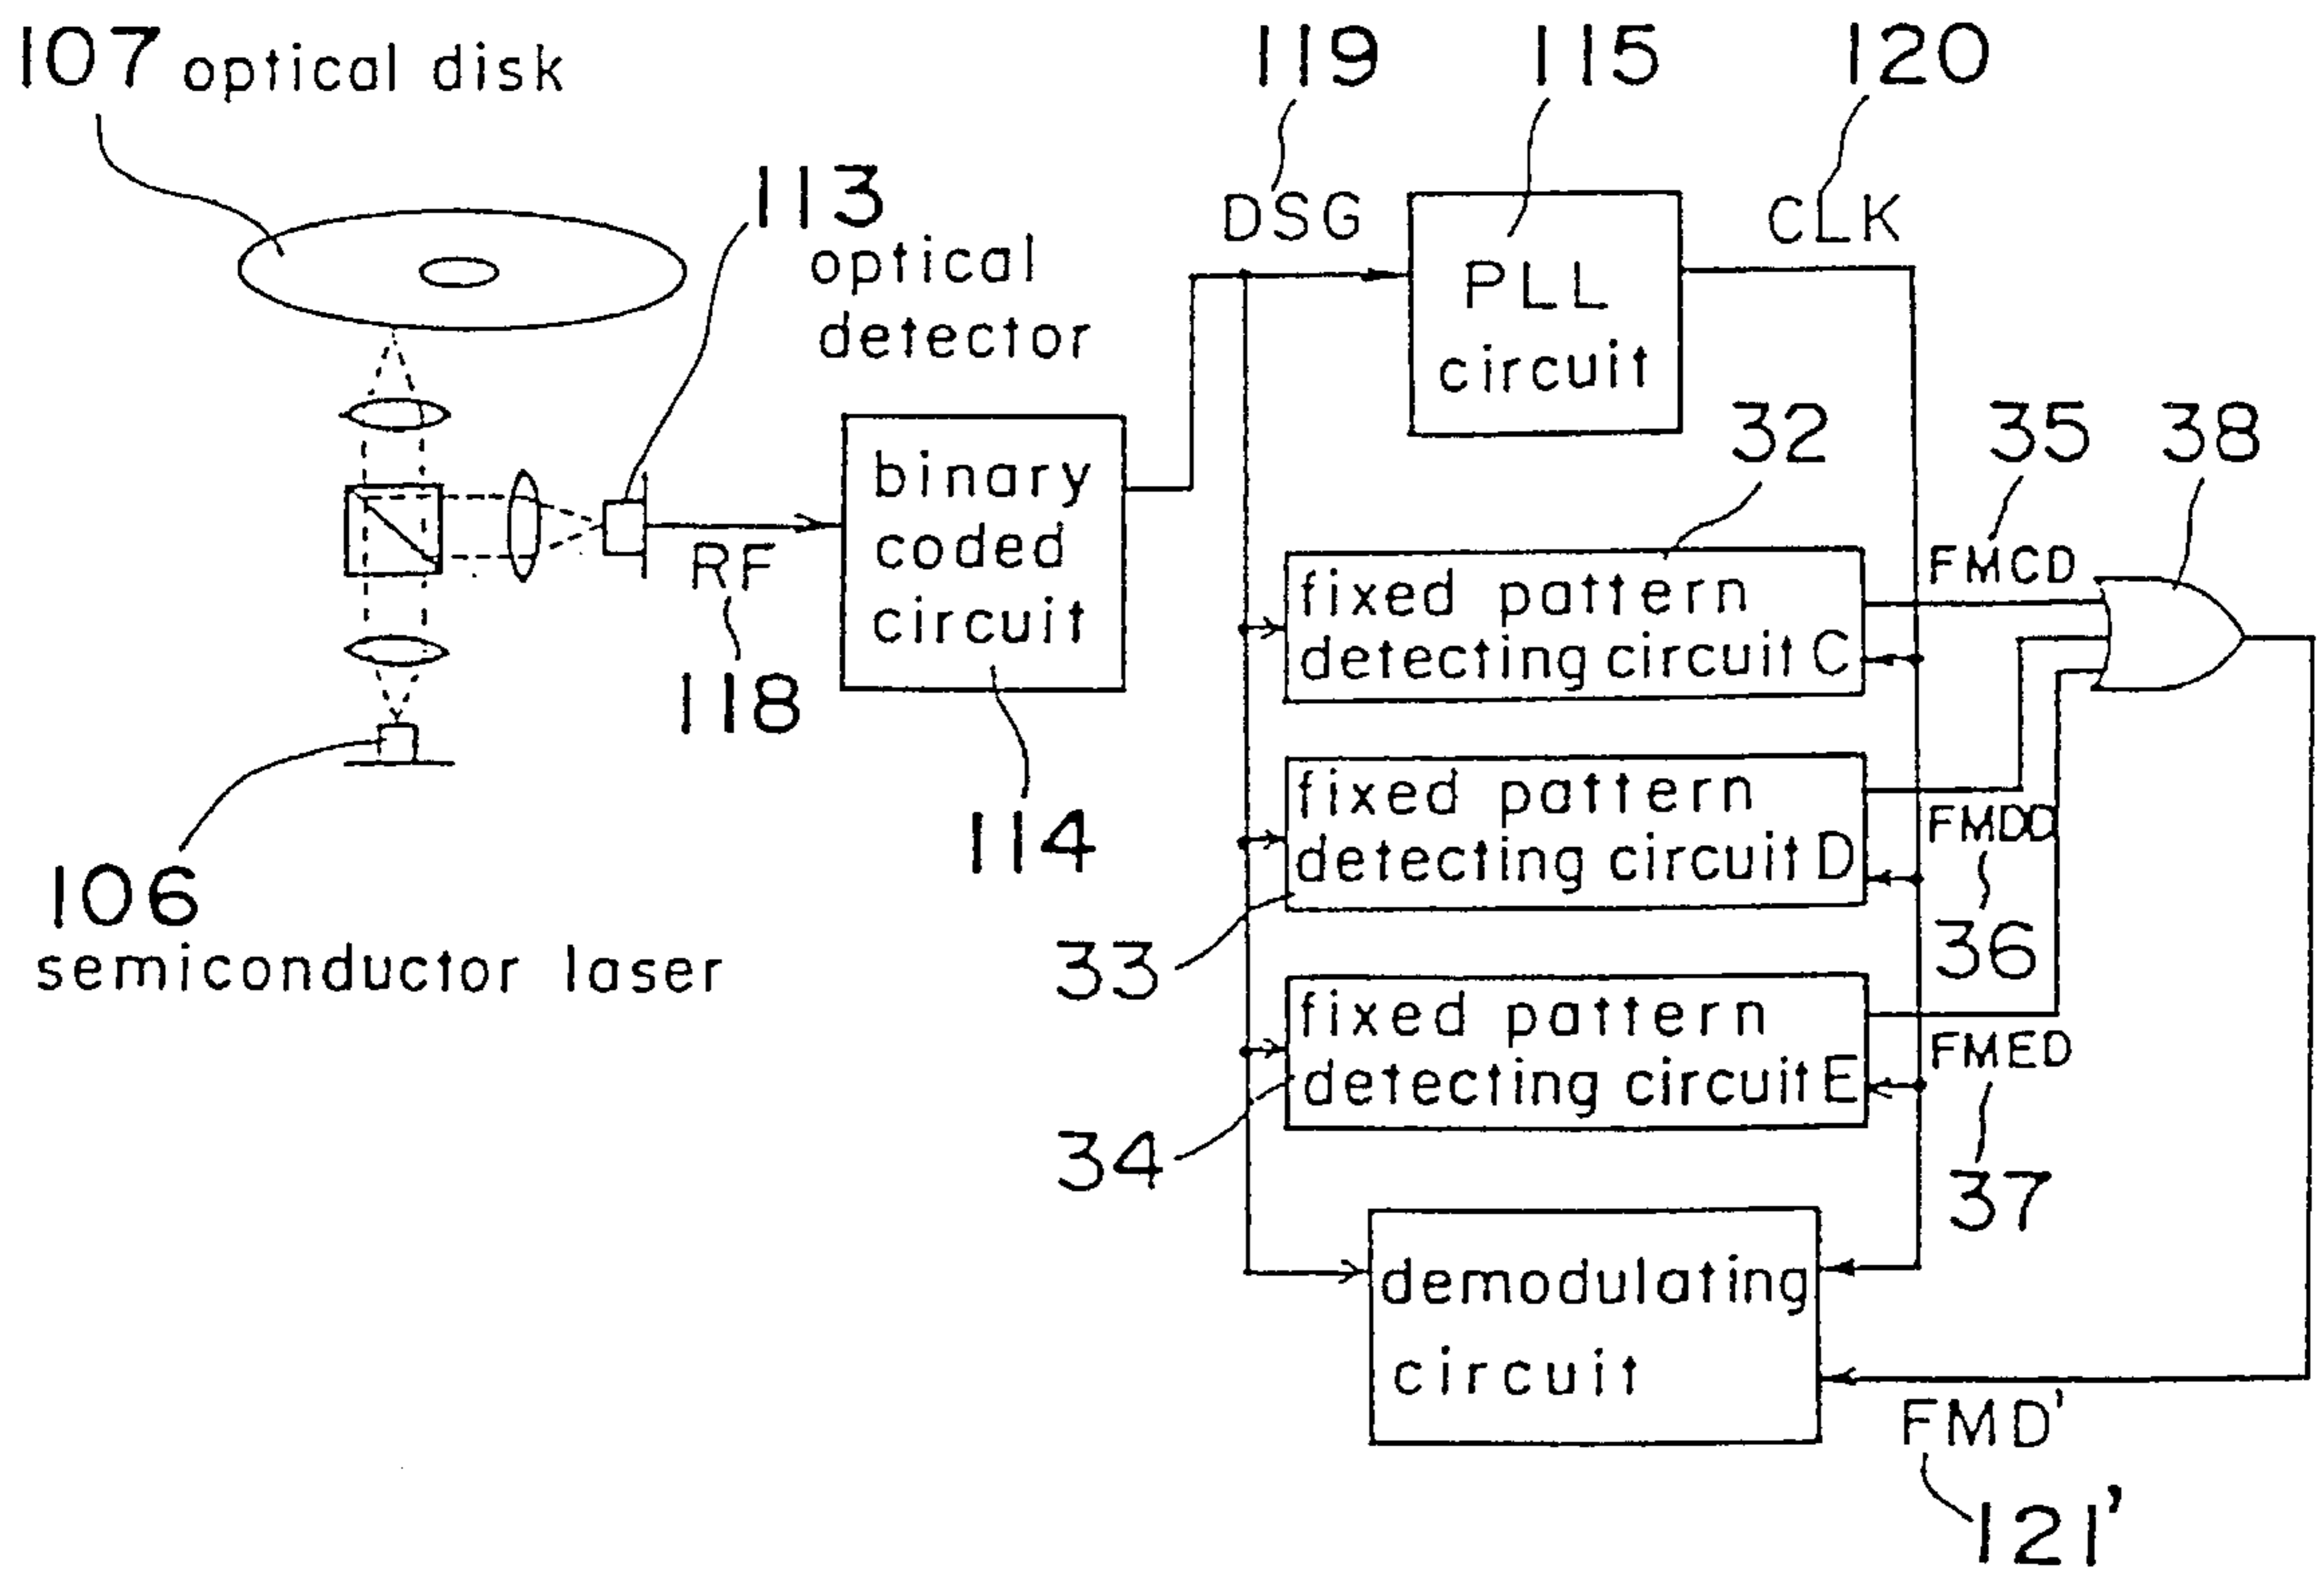 107 optical disk
119
115
120
113
optical
detector
DSG
CLK
PLL
circuit
32
35
38
binary
coded
circuit
RF
118
114
106
semiconductor laser
fixed pattern
detecting circuit C
FMCD
fixed pattern
detecting circuit D
FMDD
33
36
fixed pattern
detecting circuit E
FMED
34
37
demodulating
circuit
FMD'
121'